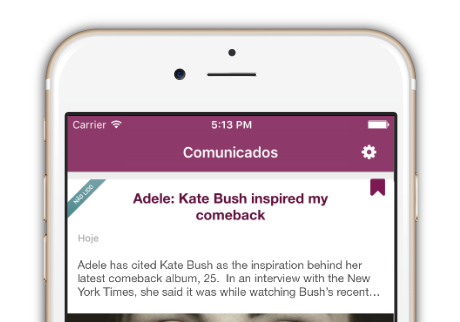 Carrier 5:13 PM
Comunicados
NÃO LIDO
Adele: Kate Bush inspired my
comeback
Hoje
Adele has cited Kate Bush as the inspiration behind her
latest comeback album, 25.  In an interview with the New
York Times, she said it was while watching Bush's recent...